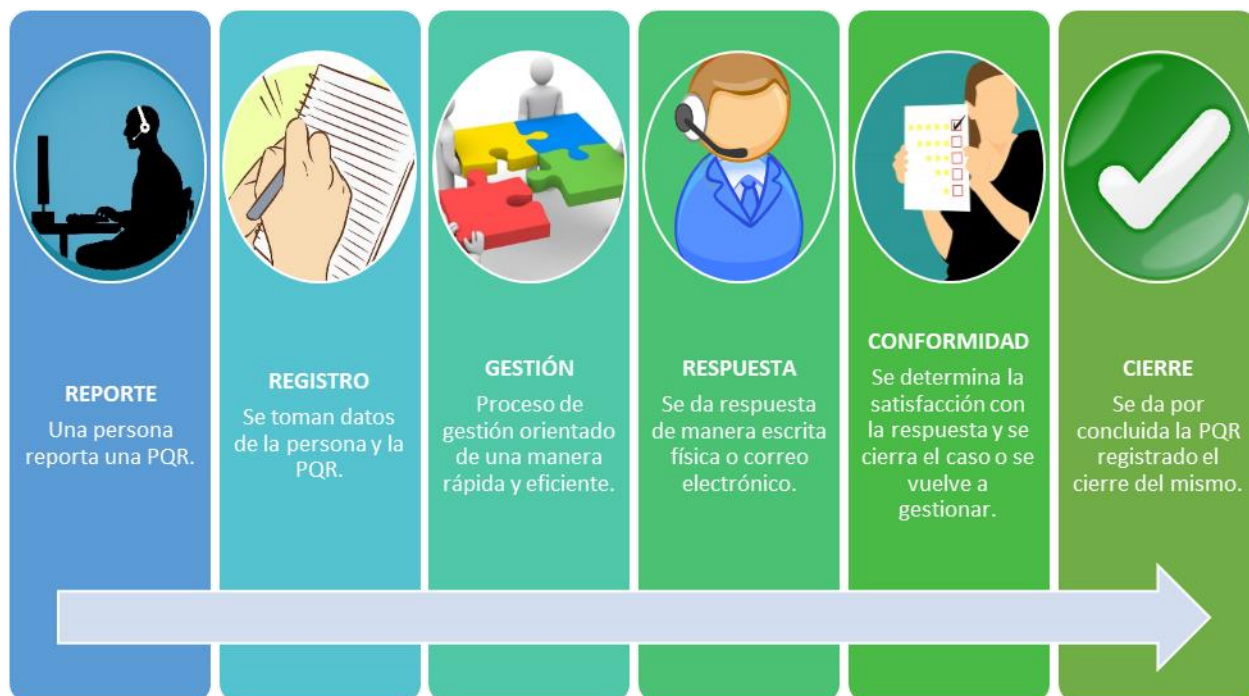 REPORTE
Una persona
reporta una PQR.
REGISTRO
Se toman datos
de la persona y la
PQR.
GESTIÓN
Proceso de
gestión orientado
de una manera
rápida y eficiente.
RESPUESTA
Se da respuesta
de manera escrita
física o correo
electrónico.
CONFORMIDAD
Se determina la
satisfacción con
la respuesta y se
cierra el caso o se
vuelve a
gestionar.
CIERRE
Se da por
concluida la PQR
registrado el
cierre del mismo.